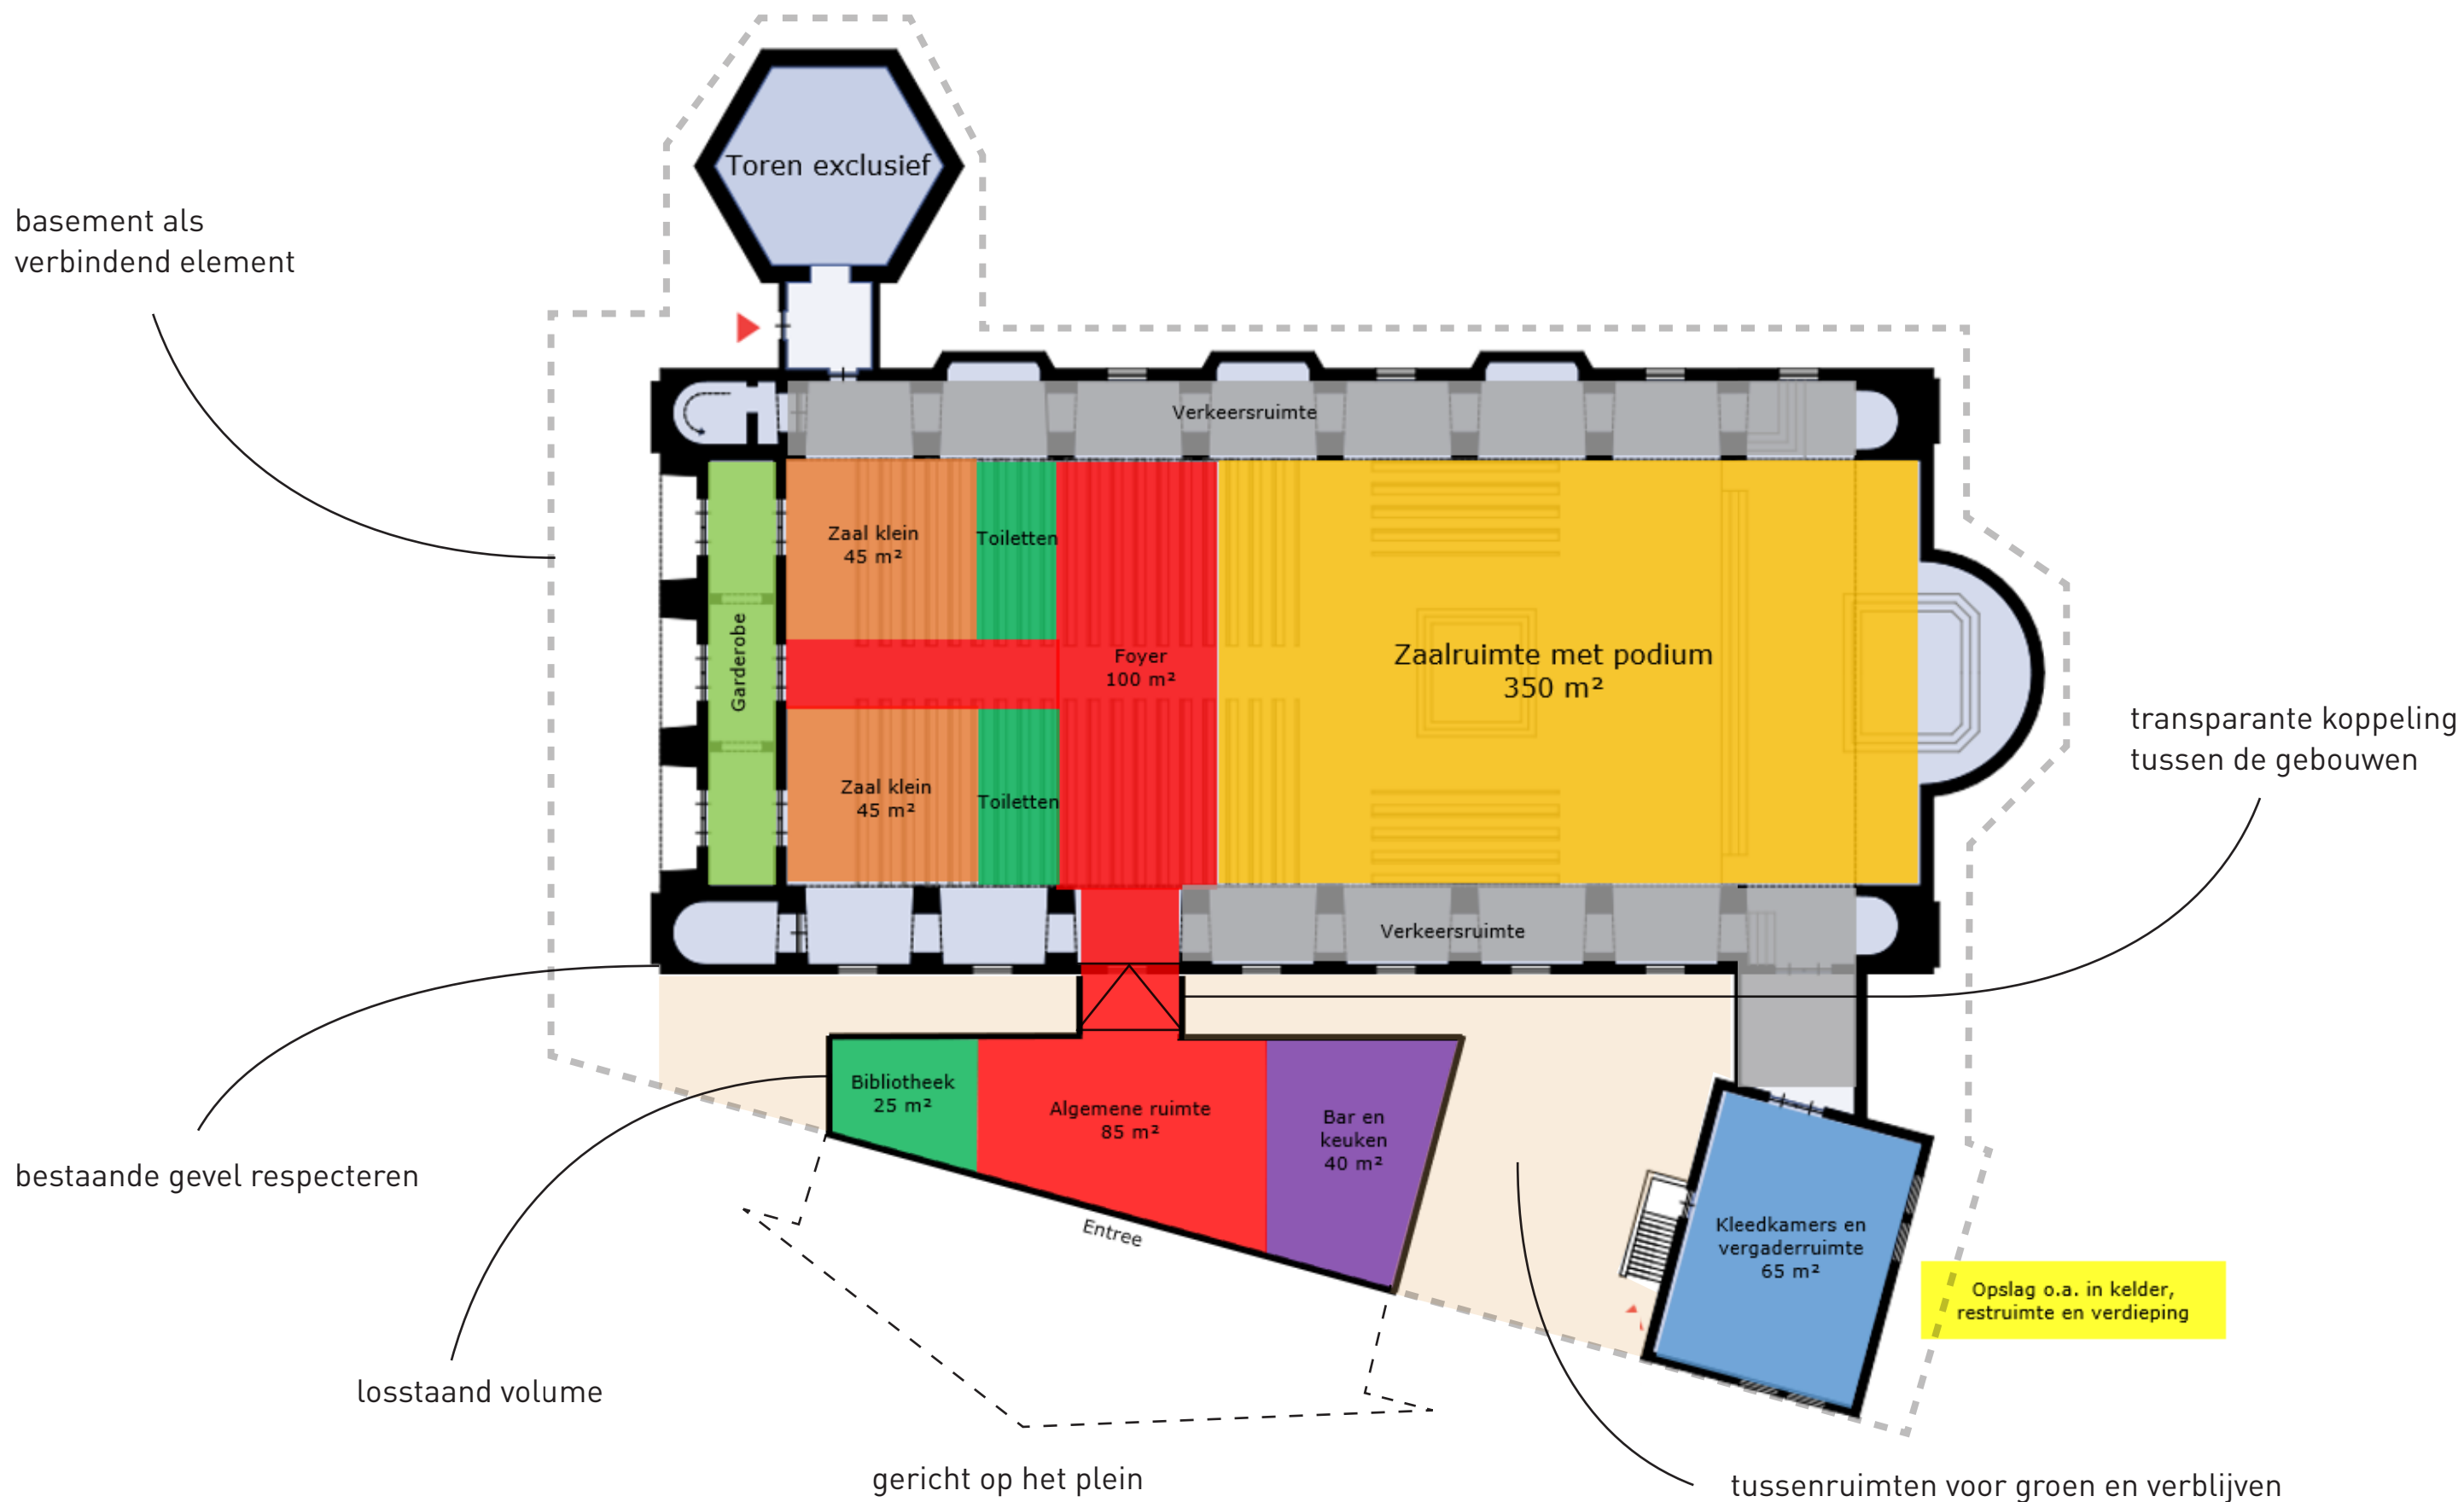 Toren exclusief
basement als
verbindend element
Verkeersruimte
Zaal klein
45 m²
Toiletten
Garderobe
Foyer
100 m²
Zaalruimte met podium
350 m²
transparante koppeling
tussen de gebouwen
Zaal klein
45 m²
Toiletten
Verkeersruimte
Bibliotheek
25 m²
Algemene ruimte
85 m²
Bar en
keuken
40 m²
bestaande gevel respecteren
Entree
Kleedkamers en
vergaderruimte
65 m²
Opslag o.a. in kelder,
restruimte en verdieping
losstaand volume
gericht op het plein
tussenruimten voor groen en verblijven